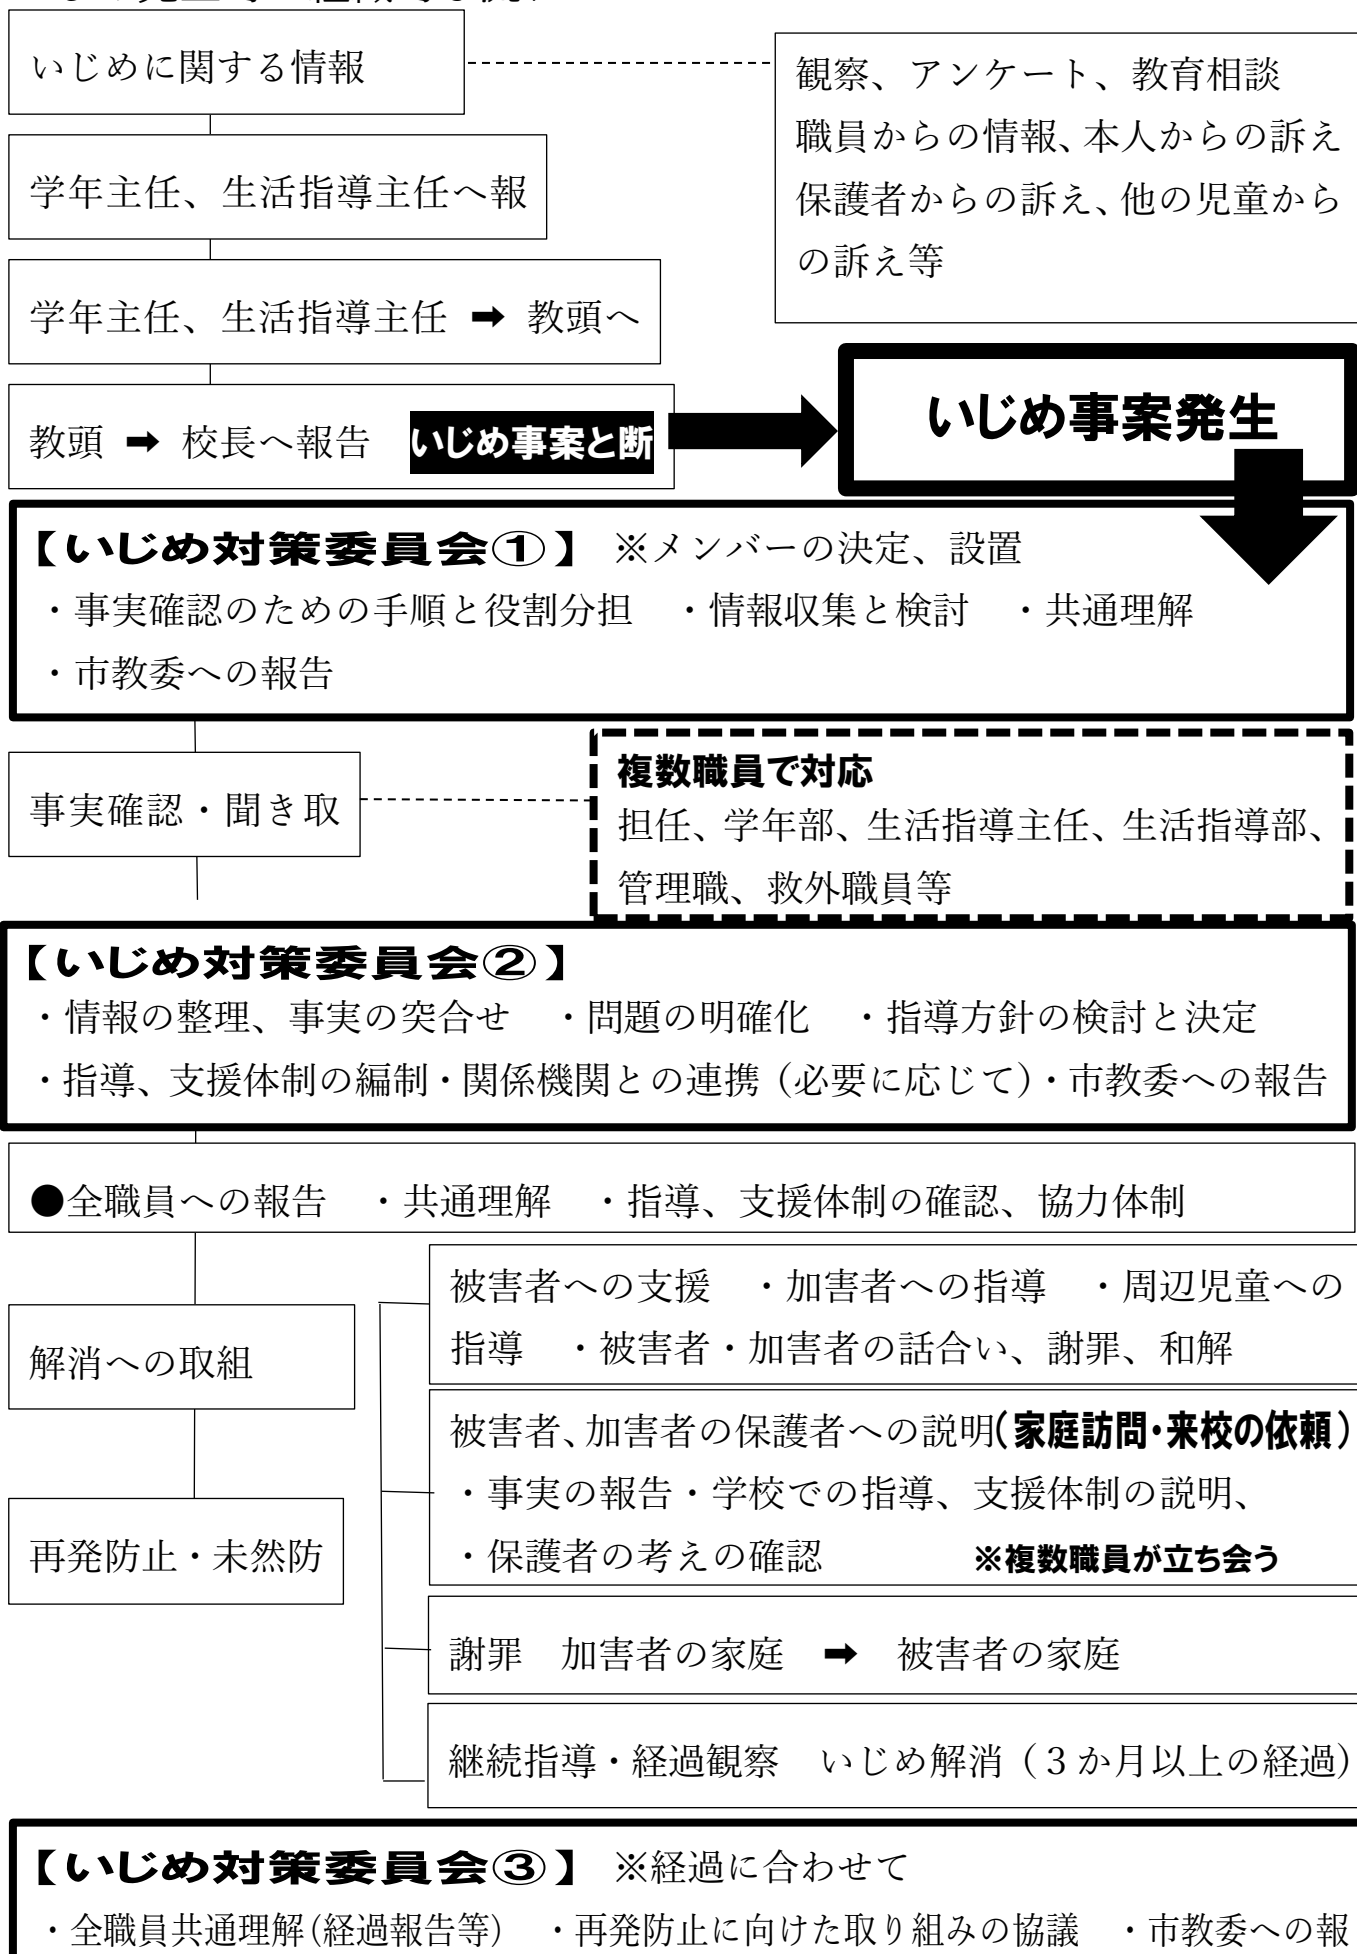 いじめに関する情報
観察、アンケート、教育相談
職員からの情報、本人からの訴え
保護者からの訴え、他の児童から
の訴え等
学年主任、生活指導主任へ報
学年主任、生活指導主任 ➡ 教頭へ
教頭 ➡ 校長へ報告 いじめ事案と断
いじめ事案発生
【いじめ対策委員会①】 ※メンバーの決定、設置
・事実確認のための手順と役割分担 ・情報収集と検討 ・共通理解
・市教委への報告
事実確認・聞き取
複数職員で対応
担任、学年部、生活指導主任、生活指導部、
管理職、救外職員等
【いじめ対策委員会②】
・情報の整理、事実の突合せ ・問題の明確化 ・指導方針の検討と決定
・指導、支援体制の編制・関係機関との連携（必要に応じて）・市教委への報告
●全職員への報告 ・共通理解 ・指導、支援体制の確認、協力体制
解消への取組
被害者への支援 ・加害者への指導 ・周辺児童への
指導 ・被害者・加害者の話合い、謝罪、和解
被害者、加害者の保護者への説明（家庭訪問・来校の依頼）
・事実の報告・学校での指導、支援体制の説明、
・保護者の考えの確認 ※複数職員が立ち会う
再発防止・未然防
謝罪 加害者の家庭 ➡ 被害者の家庭
継続指導・経過観察 いじめ解消（３か月以上の経過）
【いじめ対策委員会③】 ※経過に合わせて
・全職員共通理解（経過報告等） ・再発防止に向けた取り組みの協議 ・市教委への報